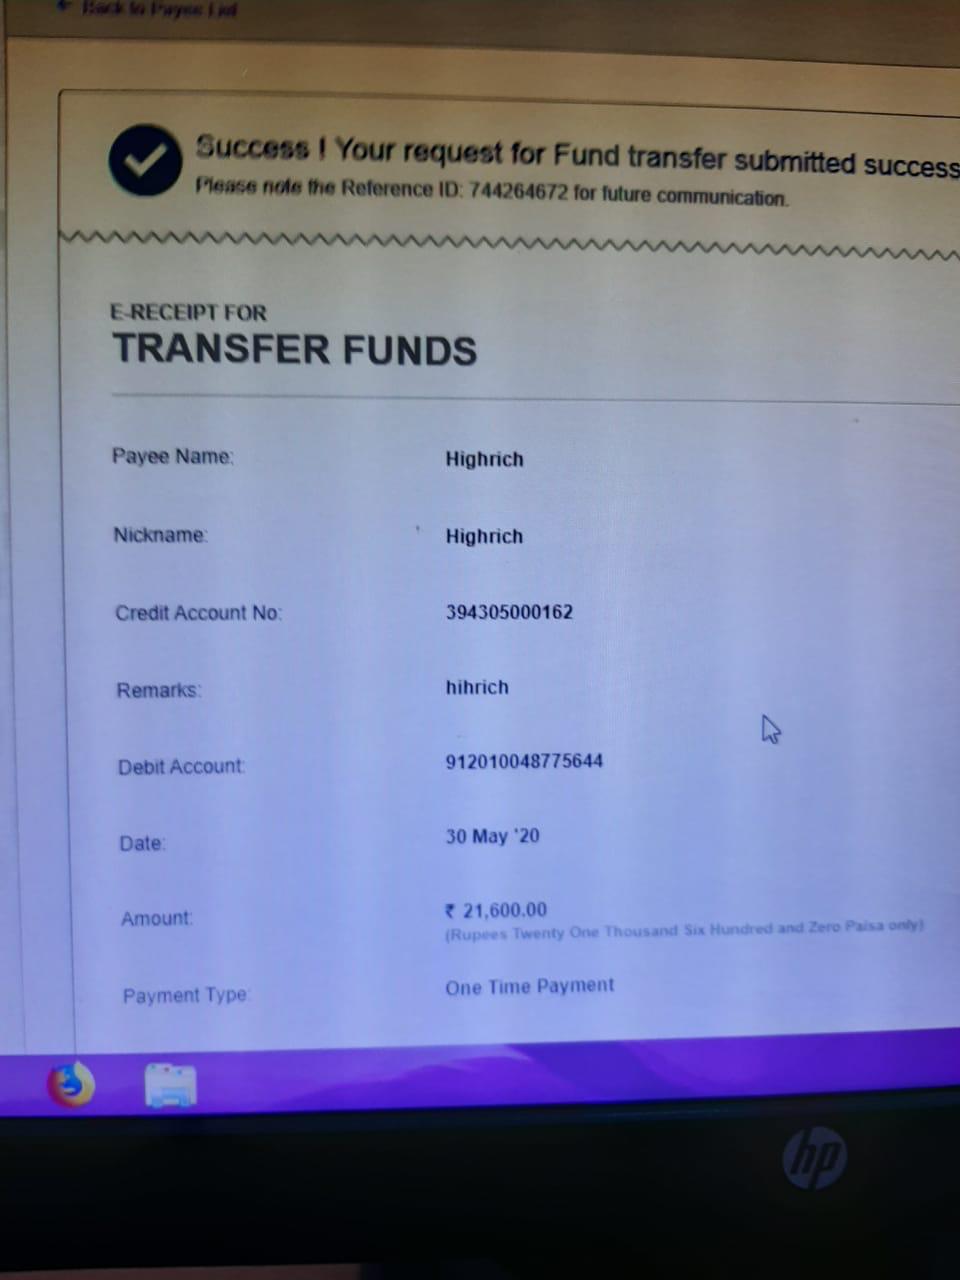 Back to Payee List
Success ! Your request for Fund transfer submitted success
Please note the Reference ID: 744264672 for future communication.
E-RECEIPT FOR
TRANSFER FUNDS
Payee Name: Highrich
Nickname: Highrich
Credit Account No: 394305000162
Remarks: hihrich
Debit Account: 912010048775644
Date: 30 May '20
Amount: ₹ 21,600.00
(Rupees Twenty One Thousand Six Hundred and Zero Paisa only)
Payment Type: One Time Payment
hp